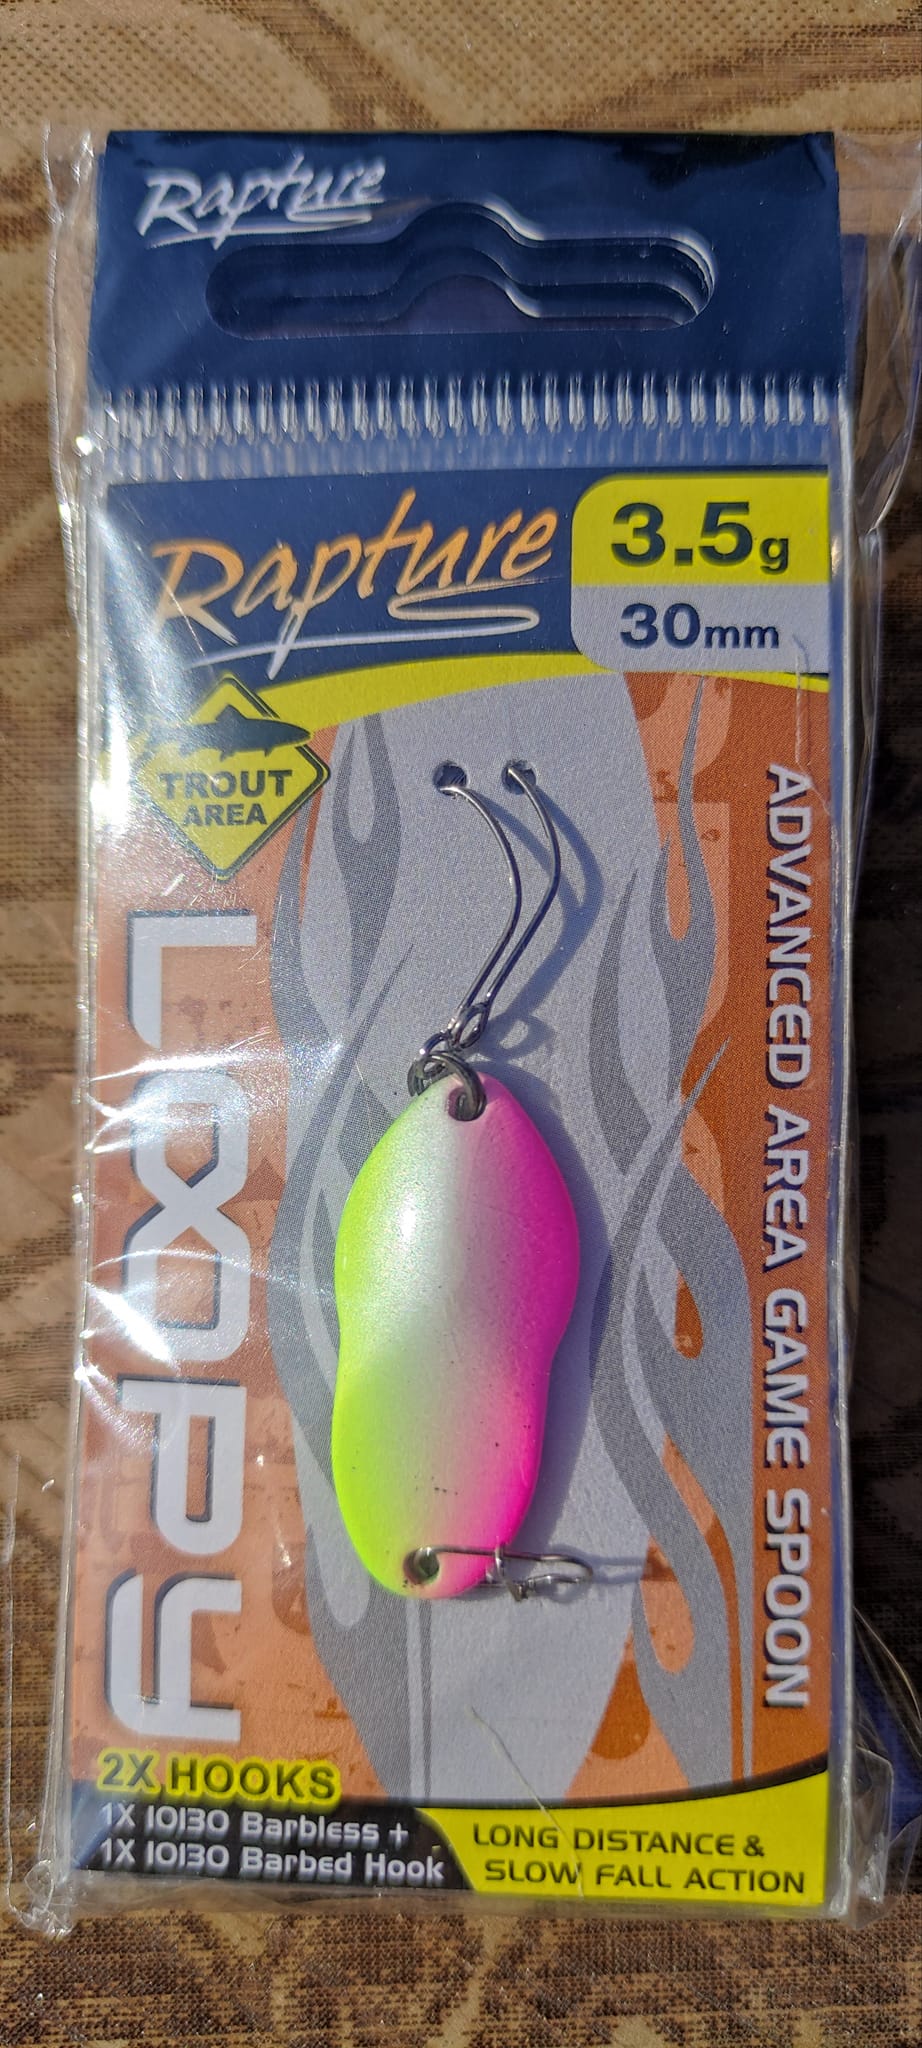 Rapture
Rapture
3.5g
30mm
TROUT
AREA
LOOPY
ADVANCED AREA GAME SPOON
2X HOOKS
1X 10130 Barbless +
1X 10130 Barbed Hook
LONG DISTANCE &
SLOW FALL ACTION